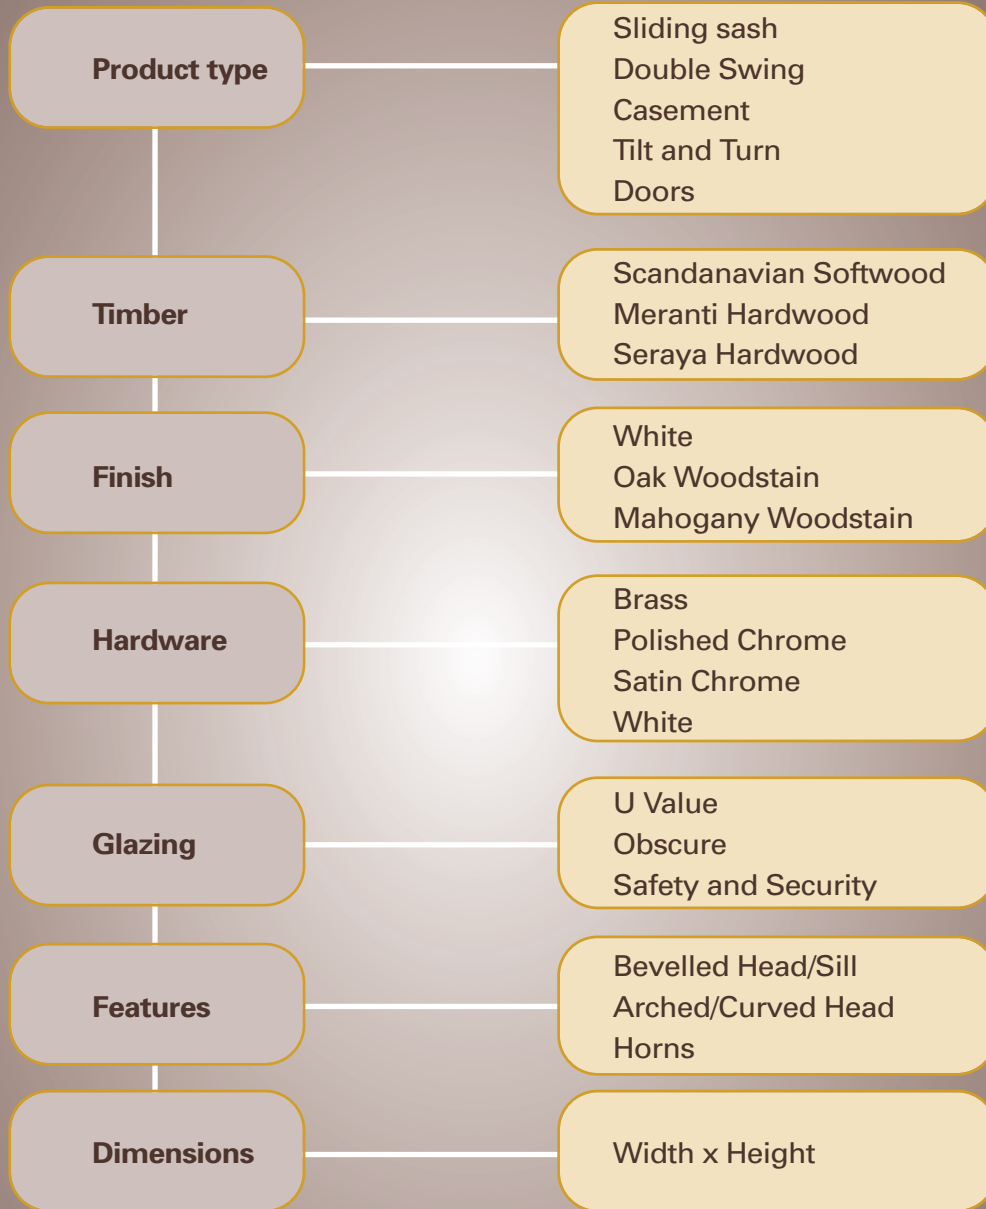 Product type
Sliding sash
Double Swing
Casement
Tilt and Turn
Doors
Timber
Scandanavian Softwood
Meranti Hardwood
Seraya Hardwood
Finish
White
Oak Woodstain
Mahogany Woodstain
Hardware
Brass
Polished Chrome
Satin Chrome
White
Glazing
U Value
Obscure
Safety and Security
Features
Bevelled Head/Sill
Arched/Curved Head
Horns
Dimensions
Width x Height